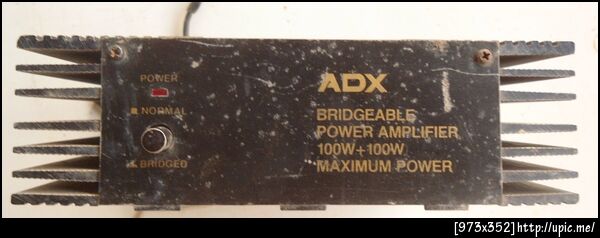 POWER
NORMAL
BRIDGED
ADX
BRIDGEABLE
POWER AMPLIFIER
100W+100W
MAXIMUM POWER
[973x352]http://upic.me/